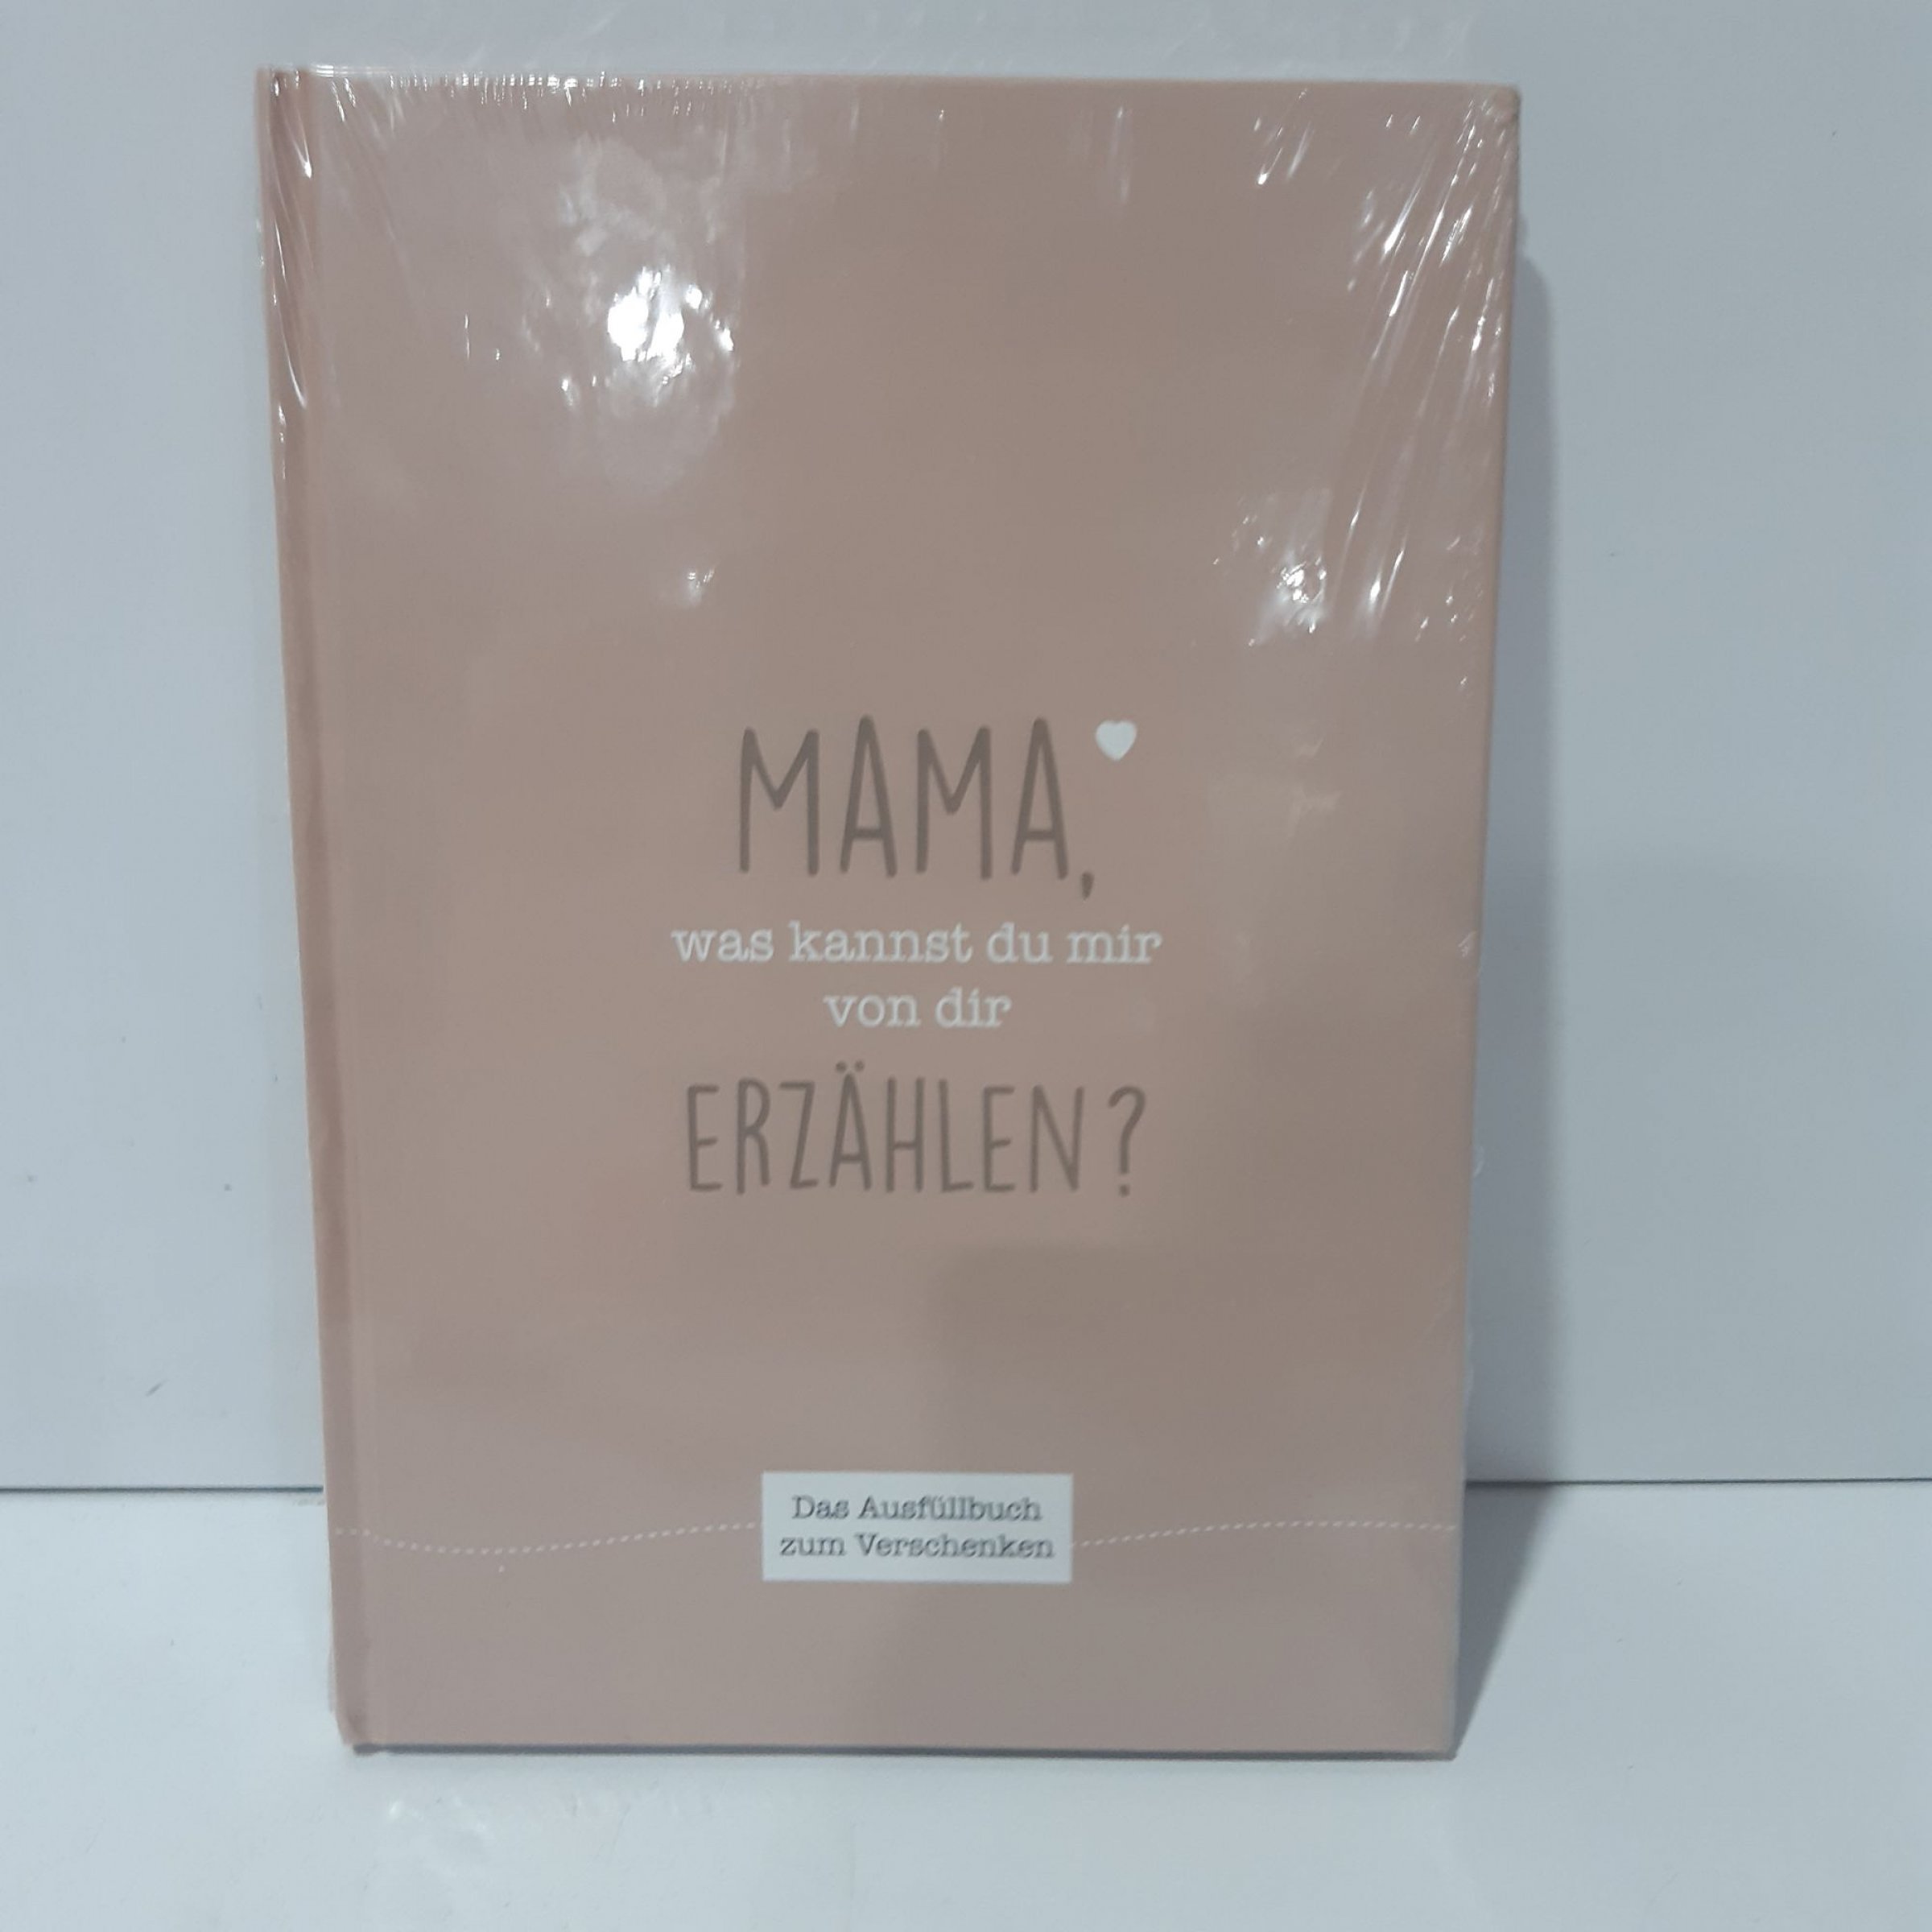 MAMA,
was kannst du mir
von dir
ERZÄHLEN?
Das Ausfüllbuch
zum Verschenken